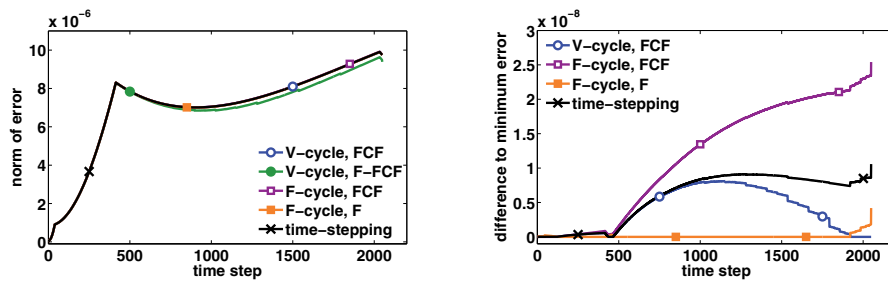 x 10⁻⁶
10
8
6
4
2
0
0 500 1000 1500 2000
norm of error
time step
V−cycle, FCF
V−cycle, F−FCF
F−cycle, FCF
F−cycle, F
time−stepping
x 10⁻⁸
3
2.5
2
1.5
1
0.5
0
0 500 1000 1500 2000
difference to minimum error
time step
V−cycle, FCF
F−cycle, FCF
F−cycle, F
time−stepping